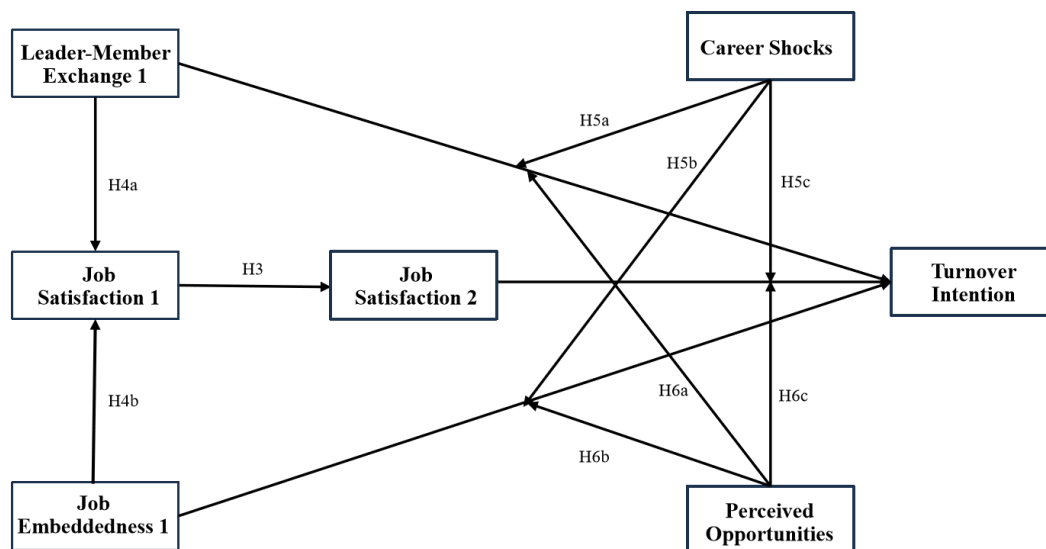 Leader-Member
Exchange 1
Career Shocks
H5a
H5b
H4a
H5c
H3
Job
Satisfaction 1
Job
Satisfaction 2
Turnover
Intention
H6a
H6c
H4b
H6b
Job
Embeddedness 1
Perceived
Opportunities